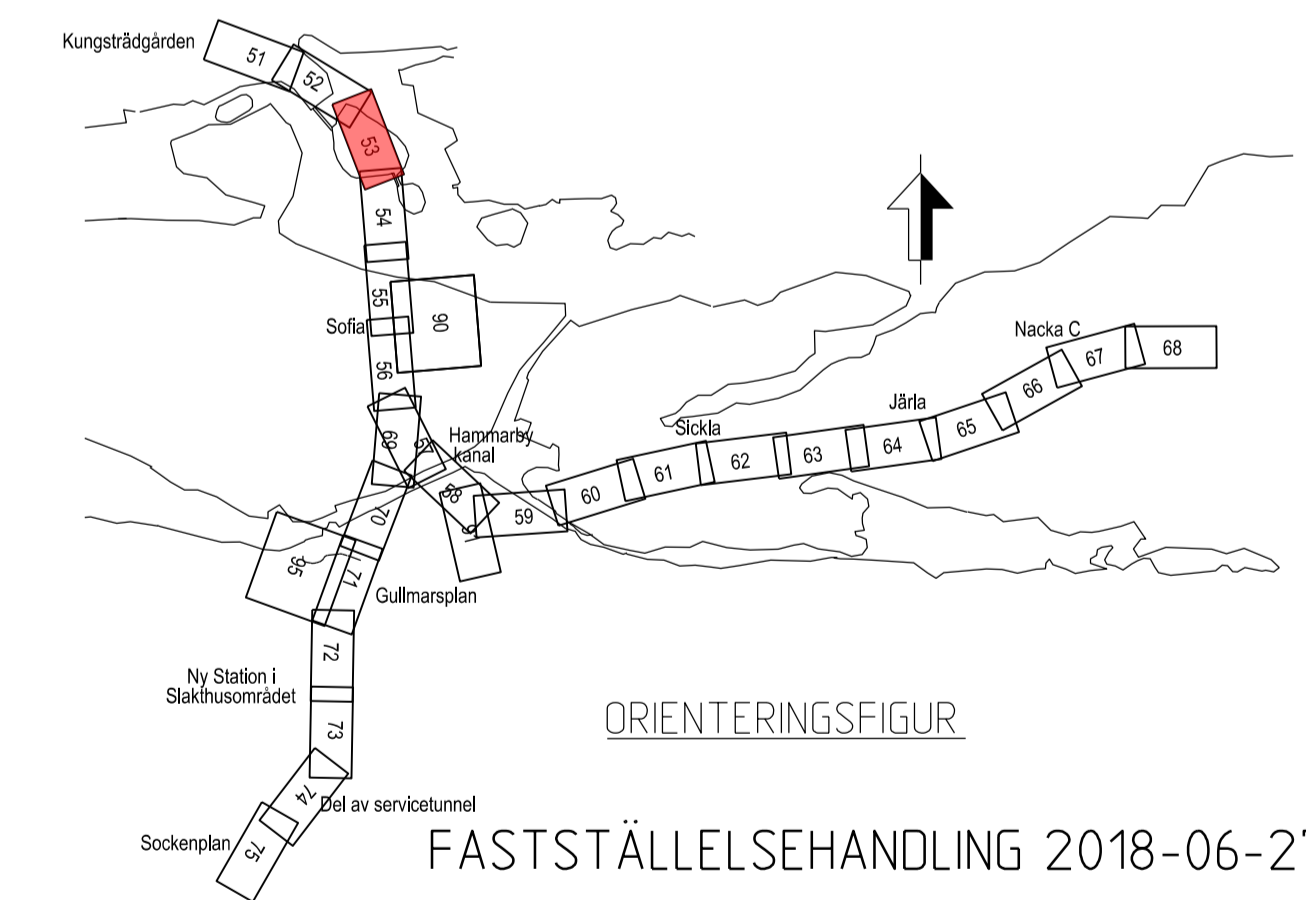 Kungsträdgården
51
52
53
54
55
Sofia
90
56
69
57
Hammarby
kanal
58
59
60
61
Sickla
62
63
Järla
64
65
66
Nacka C
67
68
70
95
71
Gullmarsplan
72
Ny Station i
Slakthusområdet
73
74
Del av servicetunnel
Sockenplan
75
ORIENTERINGSFIGUR
FASTSTÄLLELSEHANDLING 2018-06-2